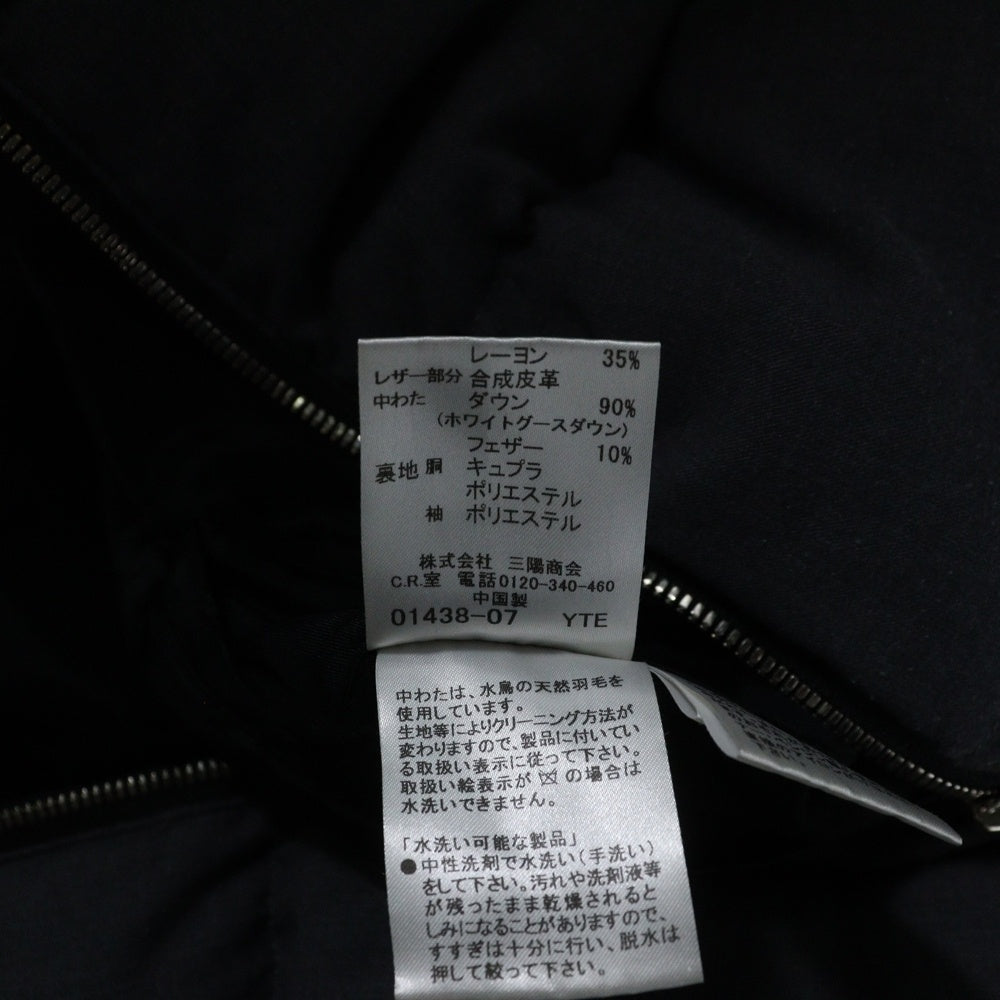 レーヨン 35%
レザー部分 合成皮革
中わた ダウン 90%
(ホワイトグースダウン)
フェザー 10%
裏地 胴 キュプラ
ポリエステル
袖 ポリエステル
株式会社 三陽商会
C.R.室 電話0120-340-460
中国製
01438-07 YTE
中わたは、水鳥の天然羽毛を
使用しています。
生地等によりクリーニング方法が
変わりますので、製品に付いてい
る取扱い表示に従って下さい。
取扱い絵表示が の場合は
水洗いできません。
「水洗い可能な製品」
●中性洗剤で水洗い(手洗い)
をして下さい。汚れや洗剤液等
が残ったまま乾燥されると
しみになることがありますので、
すすぎは十分に行い、脱水は
押して絞って下さい。